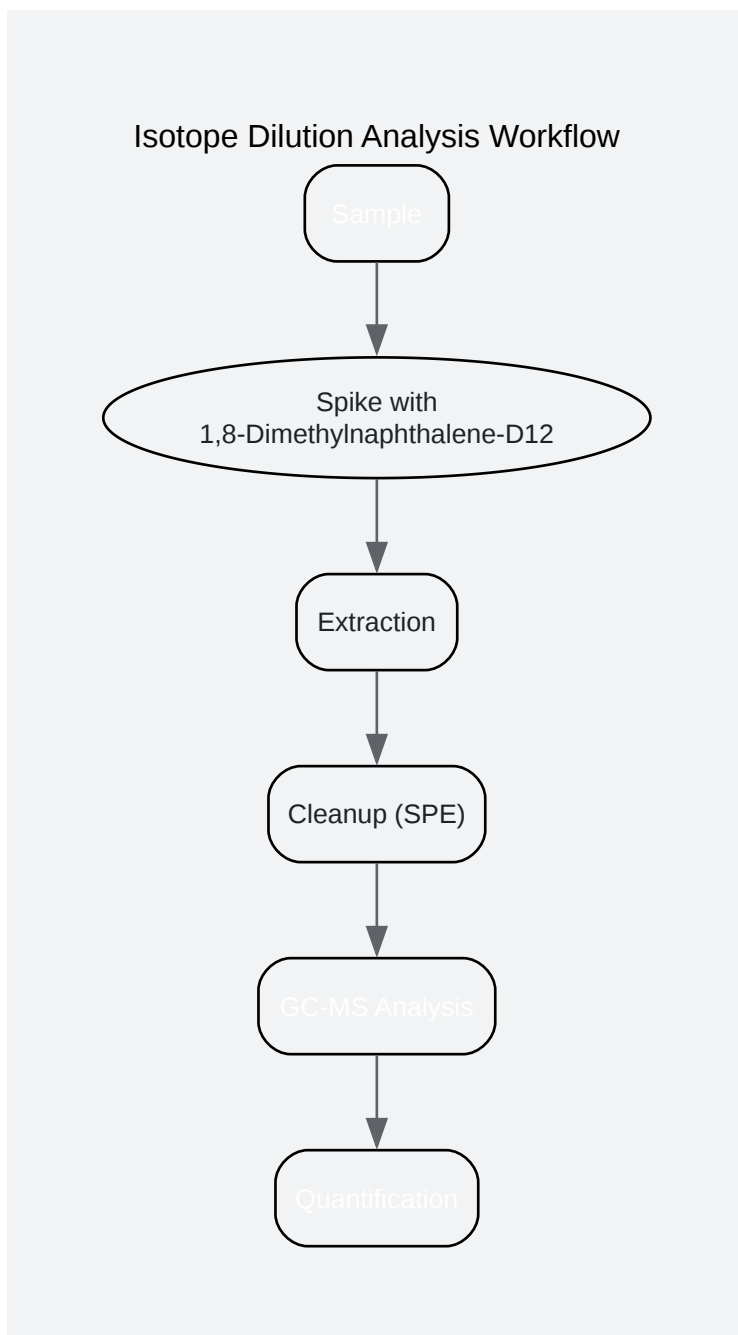 Isotope Dilution Analysis Workflow
Sample
Spike with
1,8-Dimethylnaphthalene-D12
Extraction
Cleanup (SPE)
GC-MS Analysis
Quantification